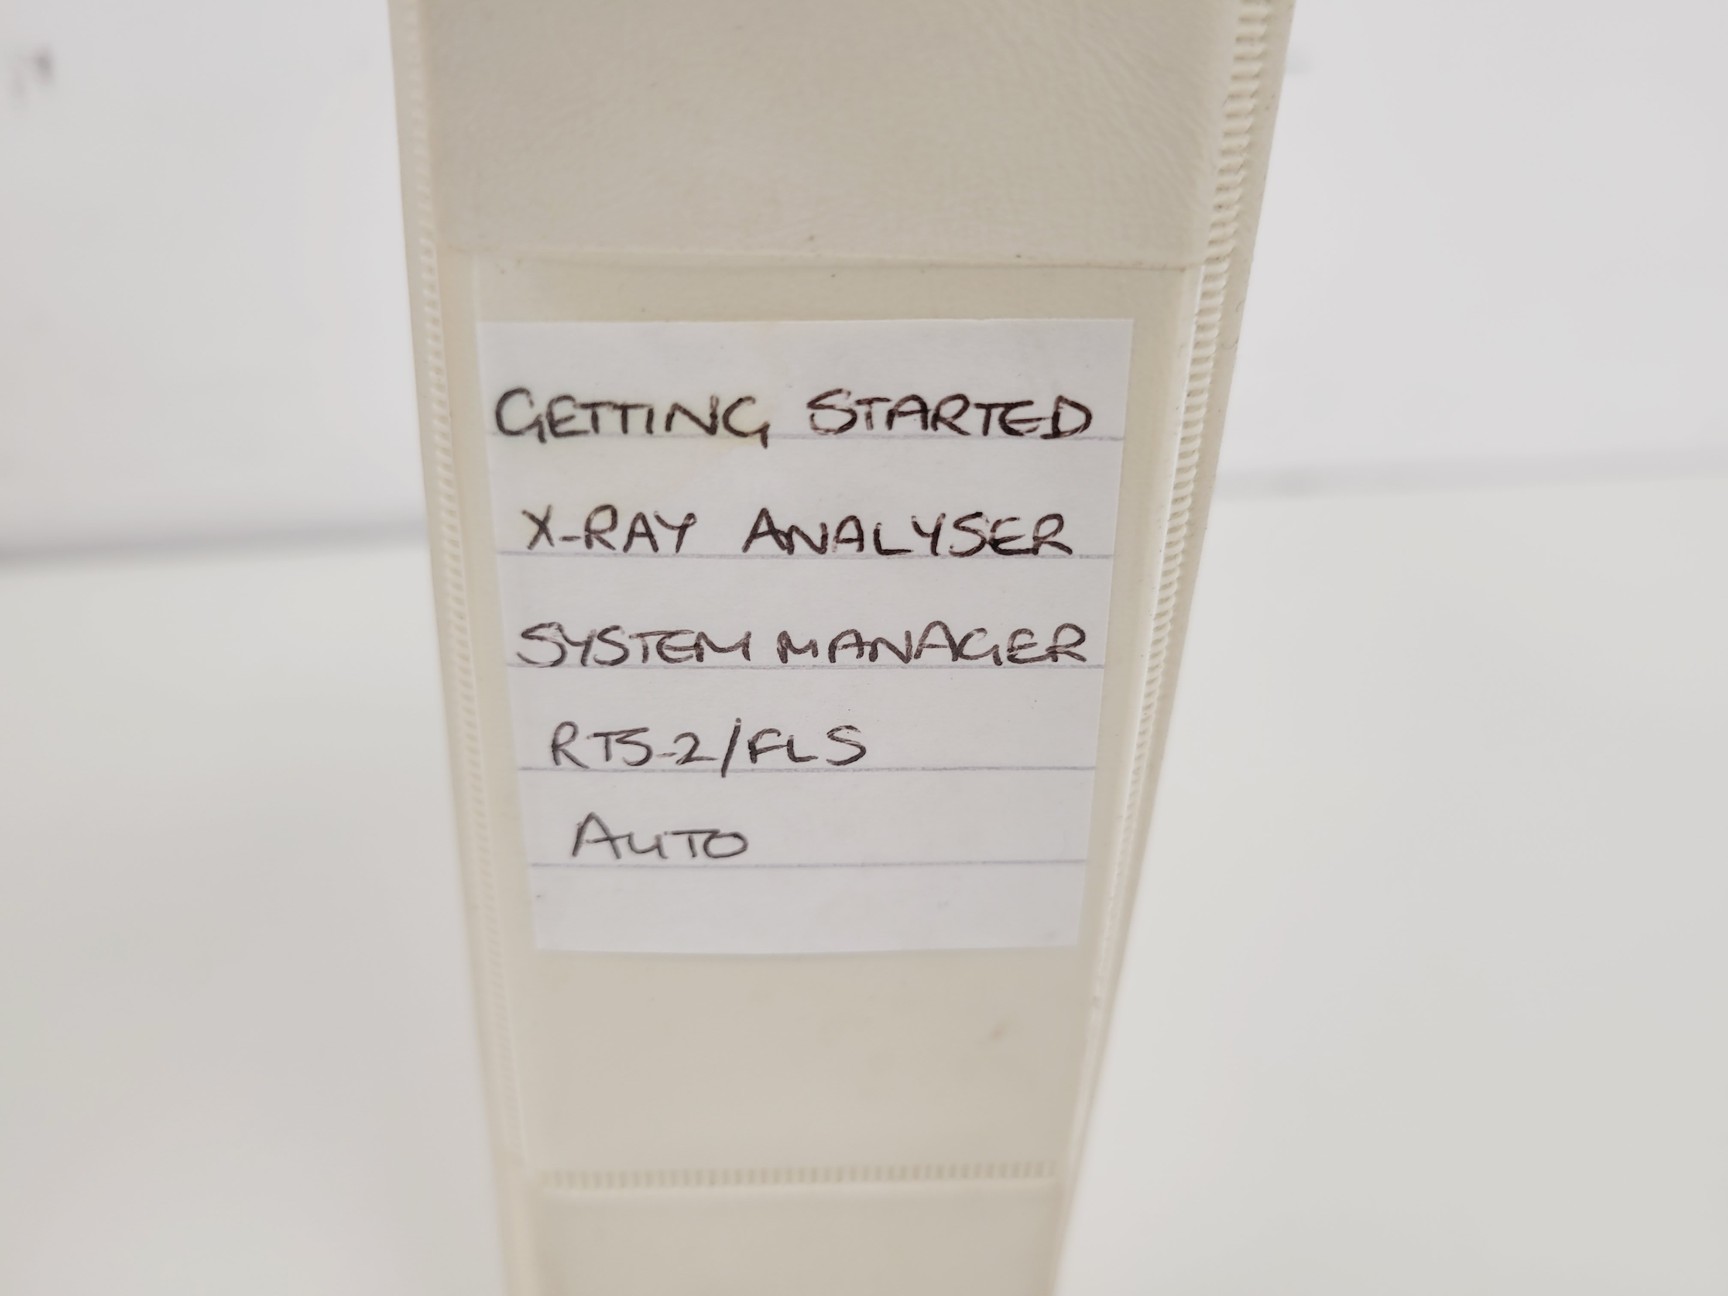 GETTING STARTED
X-RAY ANALYSER
SYSTEM MANAGER
RTS-2/FLS
AUTO